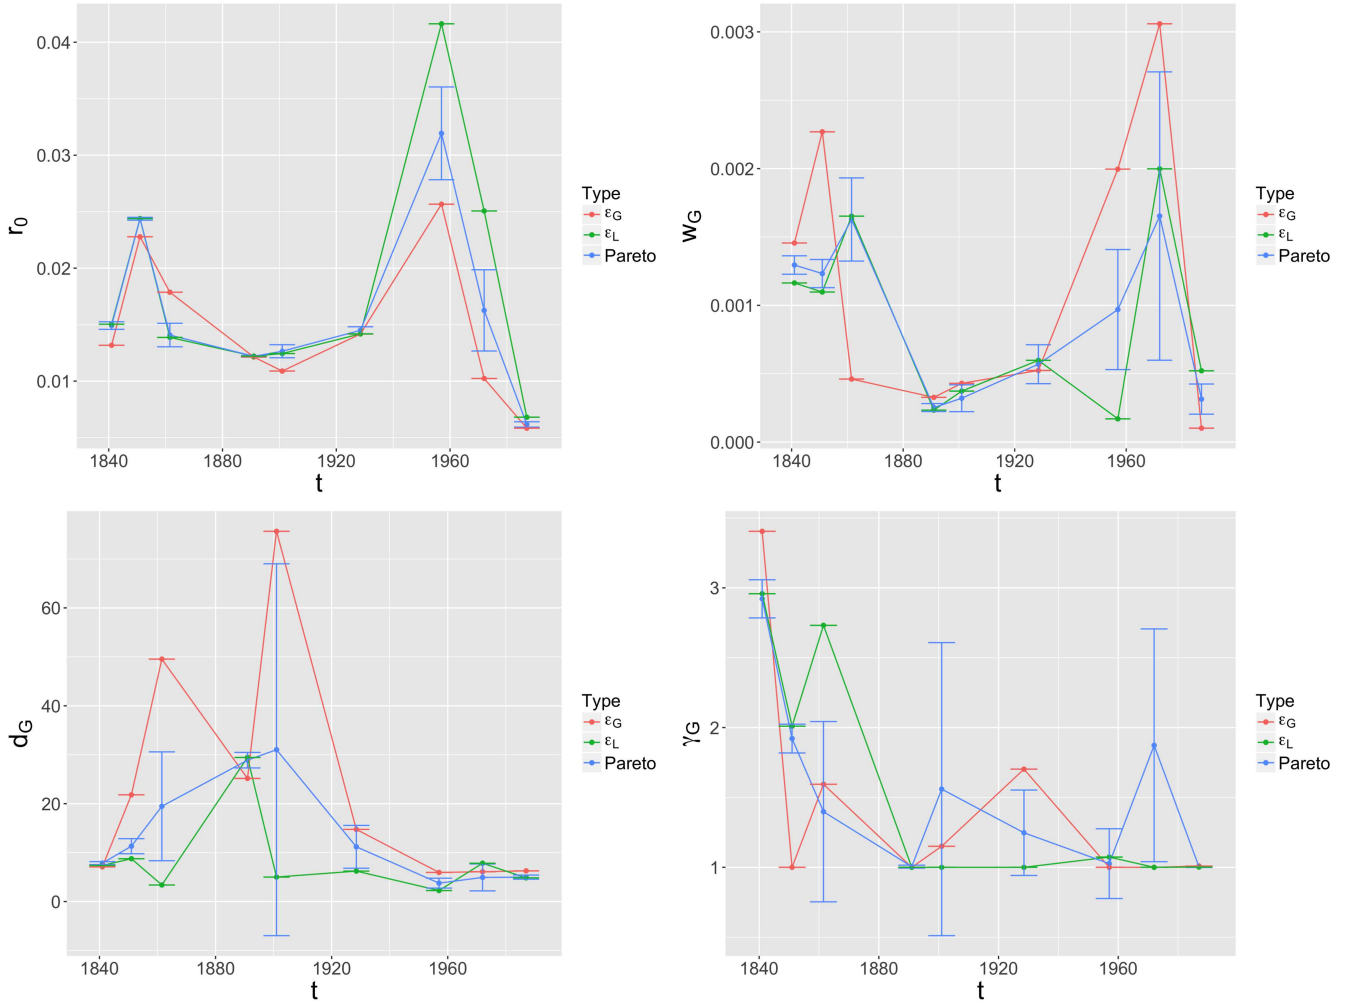 r0
0.04
0.03
0.02
0.01
1840 1880 1920 1960
t
Type
εG
εL
Pareto
wG
0.003
0.002
0.001
0.000
1840 1880 1920 1960
t
Type
εG
εL
Pareto
dG
60
40
20
0
1840 1880 1920 1960
t
Type
εG
εL
Pareto
γG
3
2
1
1840 1880 1920 1960
t
Type
εG
εL
Pareto